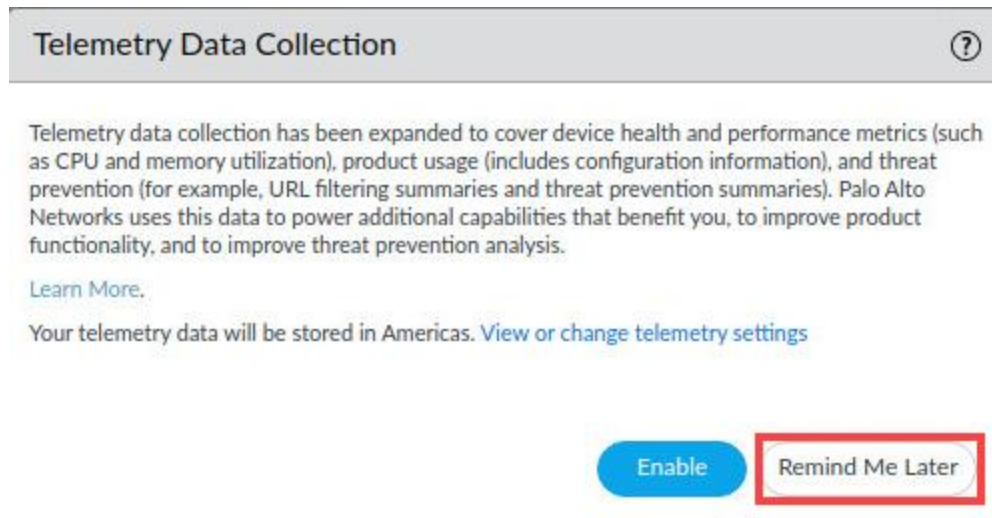 Telemetry Data Collection
?
Telemetry data collection has been expanded to cover device health and performance metrics (such
as CPU and memory utilization), product usage (includes configuration information), and threat
prevention (for example, URL filtering summaries and threat prevention summaries). Palo Alto
Networks uses this data to power additional capabilities that benefit you, to improve product
functionality, and to improve threat prevention analysis.
Learn More.
Your telemetry data will be stored in Americas. View or change telemetry settings
Enable
Remind Me Later